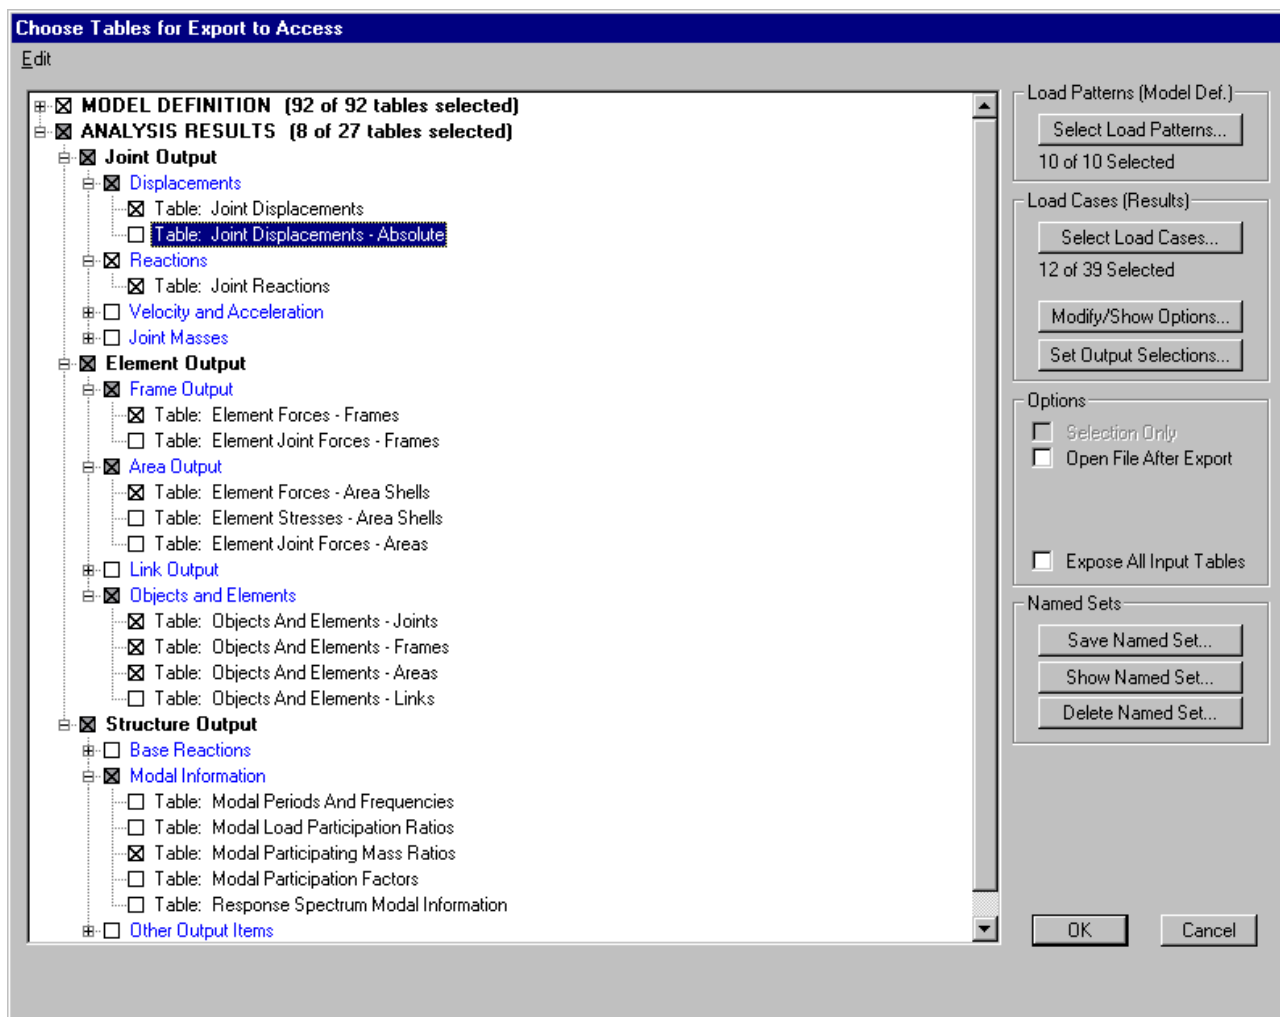 Choose Tables for Export to Access
Edit
MODEL DEFINITION (92 of 92 tables selected)
ANALYSIS RESULTS (8 of 27 tables selected)
Joint Output
Displacements
Table: Joint Displacements
Table: Joint Displacements - Absolute
Reactions
Table: Joint Reactions
Velocity and Acceleration
Joint Masses
Element Output
Frame Output
Table: Element Forces - Frames
Table: Element Joint Forces - Frames
Area Output
Table: Element Forces - Area Shells
Table: Element Stresses - Area Shells
Table: Element Joint Forces - Areas
Link Output
Objects and Elements
Table: Objects And Elements - Joints
Table: Objects And Elements - Frames
Table: Objects And Elements - Areas
Table: Objects And Elements - Links
Structure Output
Base Reactions
Modal Information
Table: Modal Periods And Frequencies
Table: Modal Load Participation Ratios
Table: Modal Participating Mass Ratios
Table: Modal Participation Factors
Table: Response Spectrum Modal Information
Other Output Items
Load Patterns (Model Def.)
Select Load Patterns...
10 of 10 Selected
Load Cases (Results)
Select Load Cases...
12 of 39 Selected
Modify/Show Options...
Set Output Selections...
Options
Selection Only
Open File After Export
Expose All Input Tables
Named Sets
Save Named Set...
Show Named Set...
Delete Named Set...
OK
Cancel